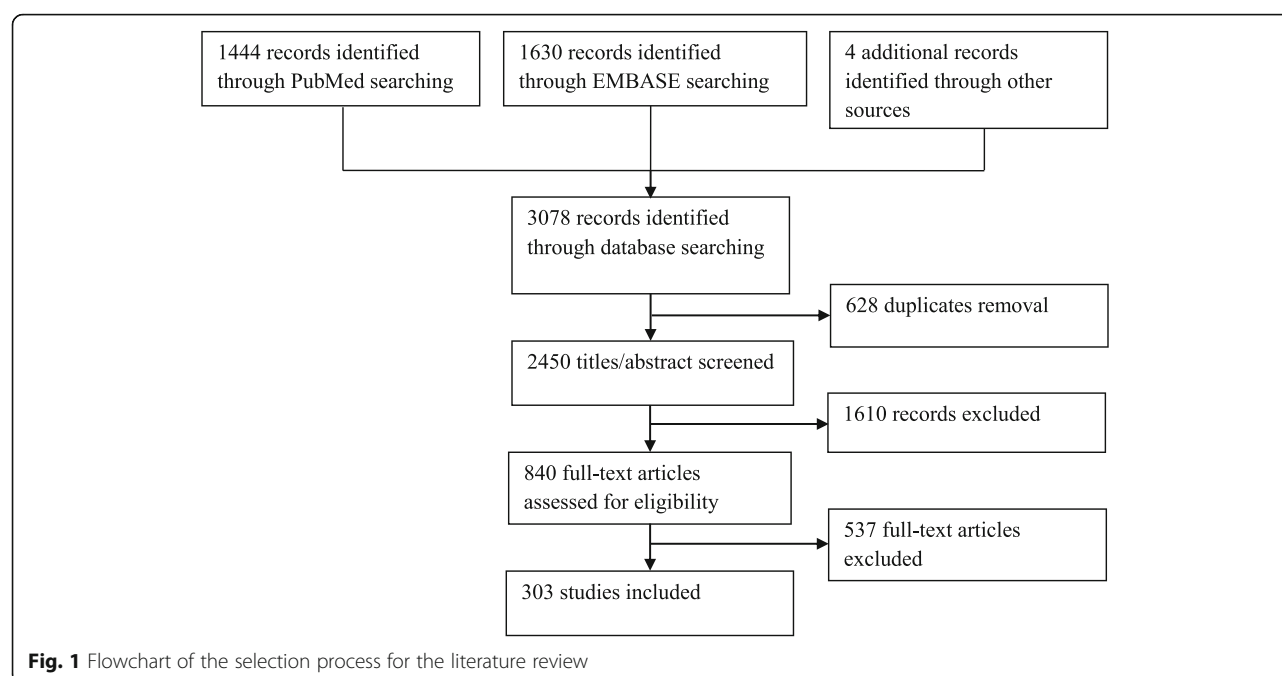 1444 records identified
through PubMed searching
1630 records identified
through EMBASE searching
4 additional records
identified through other
sources
3078 records identified
through database searching
628 duplicates removal
2450 titles/abstract screened
1610 records excluded
840 full-text articles
assessed for eligibility
537 full-text articles
excluded
303 studies included
Fig. 1 Flowchart of the selection process for the literature review